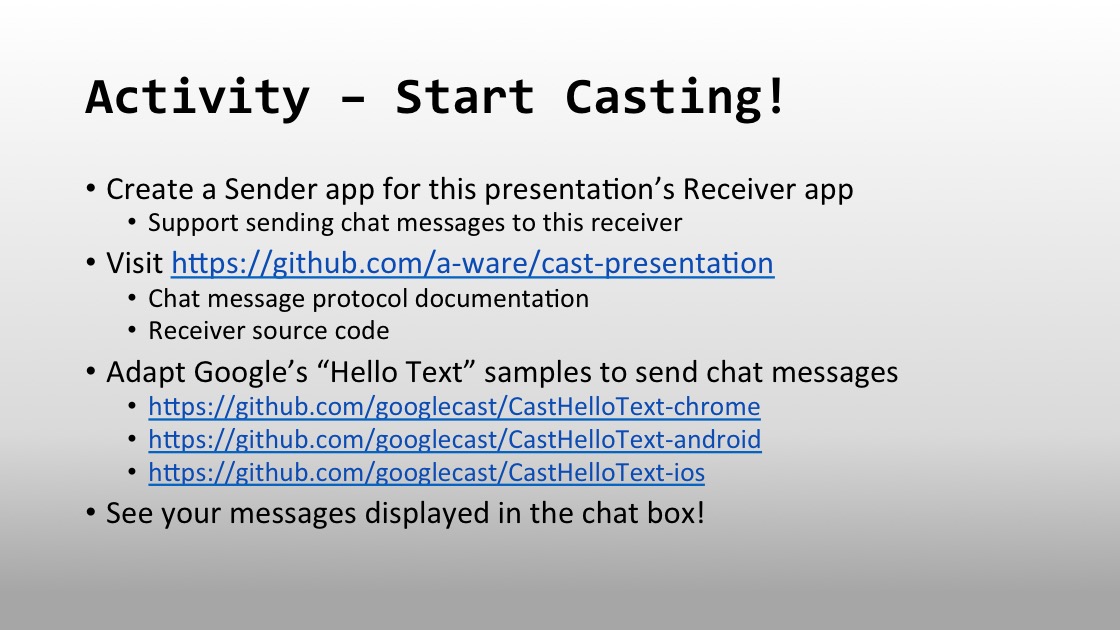 Activity – Start Casting!
• Create a Sender app for this presentation’s Receiver app
• Support sending chat messages to this receiver
• Visit https://github.com/a-ware/cast-presentation
• Chat message protocol documentation
• Receiver source code
• Adapt Google’s “Hello Text” samples to send chat messages
• https://github.com/googlecast/CastHelloText-chrome
• https://github.com/googlecast/CastHelloText-android
• https://github.com/googlecast/CastHelloText-ios
• See your messages displayed in the chat box!